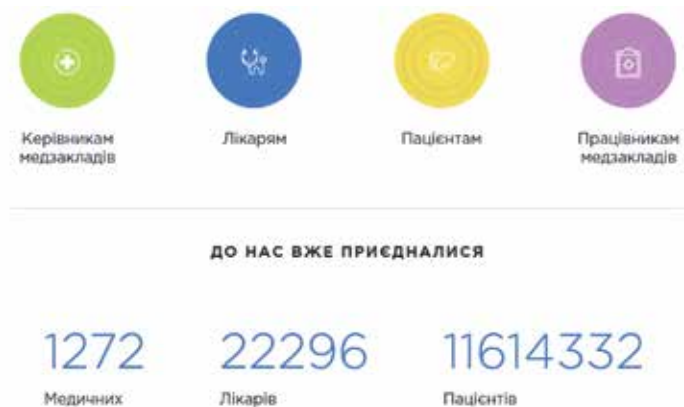 Керівникам
медзакладів
Лікарям
Пацієнтам
Працівникам
медзакладів
ДО НАС ВЖЕ ПРИЄДНАЛИСЯ
1272
22296
11614332
Медичних
Лікарів
Пацієнтів